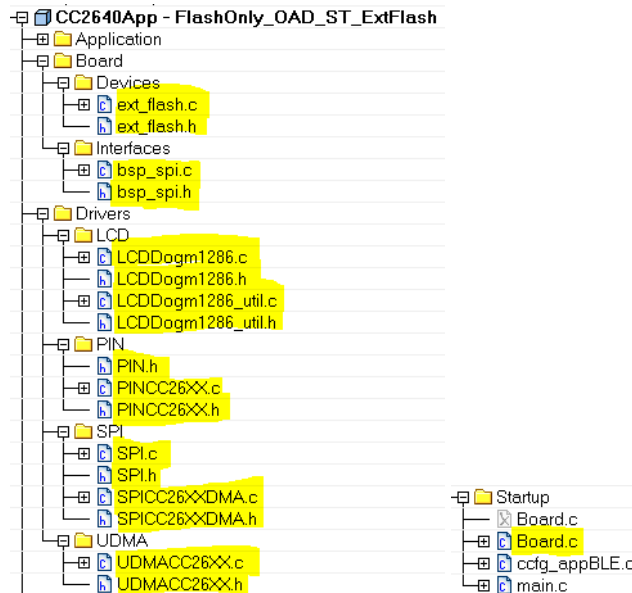 CC2640App - FlashOnly_OAD_ST_ExtFlash
Application
Board
Devices
ext_flash.c
ext_flash.h
Interfaces
bsp_spi.c
bsp_spi.h
Drivers
LCD
LCDDogm1286.c
LCDDogm1286.h
LCDDogm1286_util.c
LCDDogm1286_util.h
PIN
PIN.h
PINCC26XX.c
PINCC26XX.h
SPI
SPI.c
SPI.h
SPICC26XXDMA.c
SPICC26XXDMA.h
UDMA
UDMACC26XX.c
UDMACC26XX.h
Startup
Board.c
Board.c
ccfg_appBLE.c
main.c